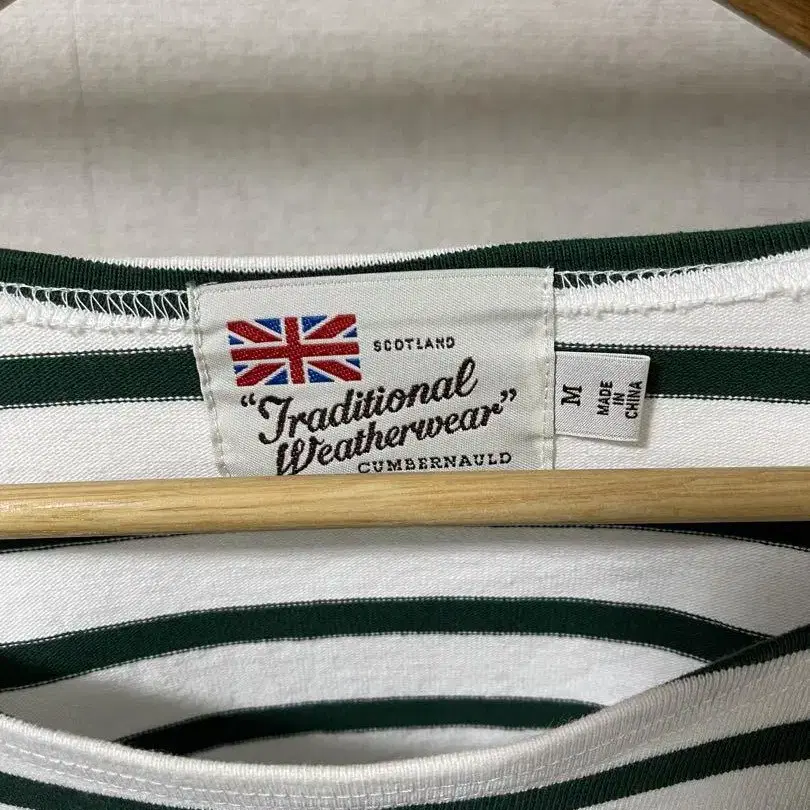 SCOTLAND
"Traditional
Weatherwear"
CUMBERNAULD
M
MADE
IN
CHINA